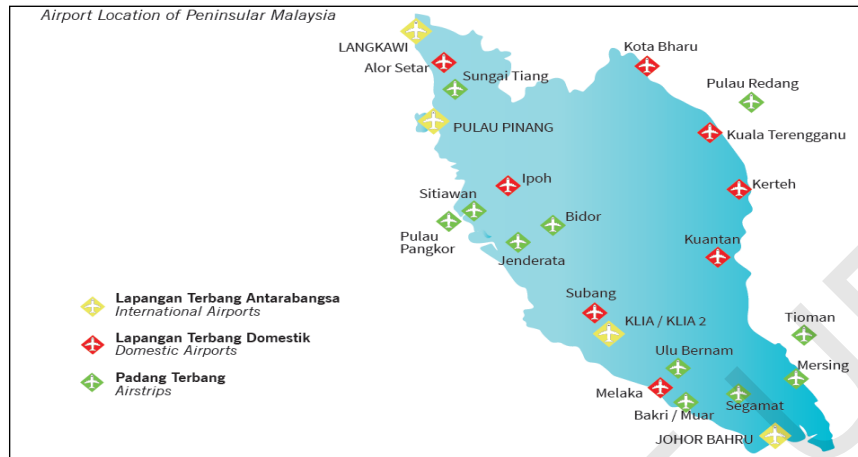 Airport Location of Peninsular Malaysia
LANGKAWI
Alor Setar
Sungai Tiang
Kota Bharu
Pulau Redang
PULAU PINANG
Kuala Terengganu
Ipoh
Sitiawan
Kerteh
Bidor
Pulau
Pangkor
Jenderata
Kuantan
Subang
KLIA / KLIA 2
Tioman
Ulu Bernam
Mersing
Melaka
Segamat
Bakri / Muar
JOHOR BAHRU
Lapangan Terbang Antarabangsa
International Airports
Lapangan Terbang Domestik
Domestic Airports
Padang Terbang
Airstrips